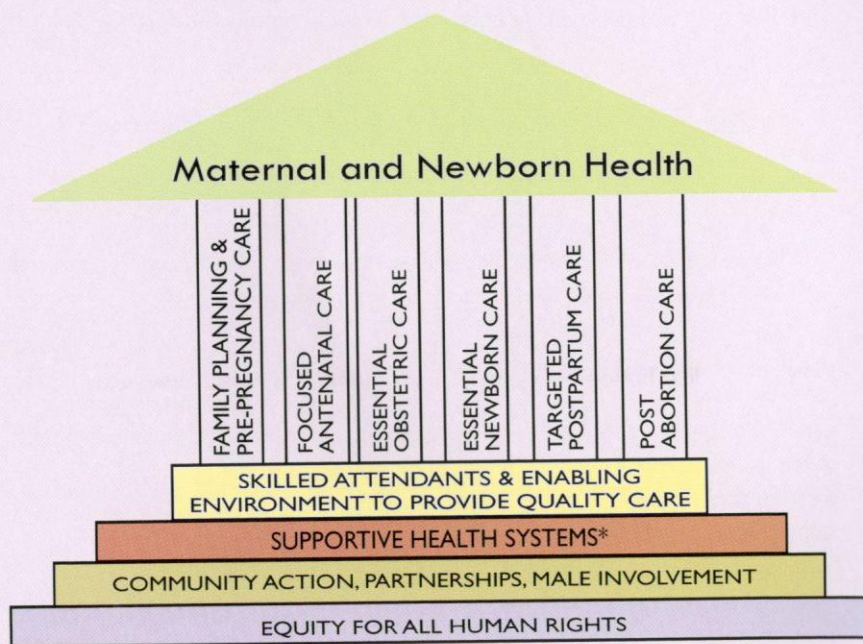 Maternal and Newborn Health
FAMILY PLANNING &
PRE-PREGNANCY CARE
FOCUSED
ANTENATAL CARE
ESSENTIAL
OBSTETRIC CARE
ESSENTIAL
NEWBORN CARE
TARGETED
POSTPARTUM CARE
POST
ABORTION CARE
SKILLED ATTENDANTS & ENABLING
ENVIRONMENT TO PROVIDE QUALITY CARE
SUPPORTIVE HEALTH SYSTEMS*
COMMUNITY ACTION, PARTNERSHIPS, MALE INVOLVEMENT
EQUITY FOR ALL HUMAN RIGHTS